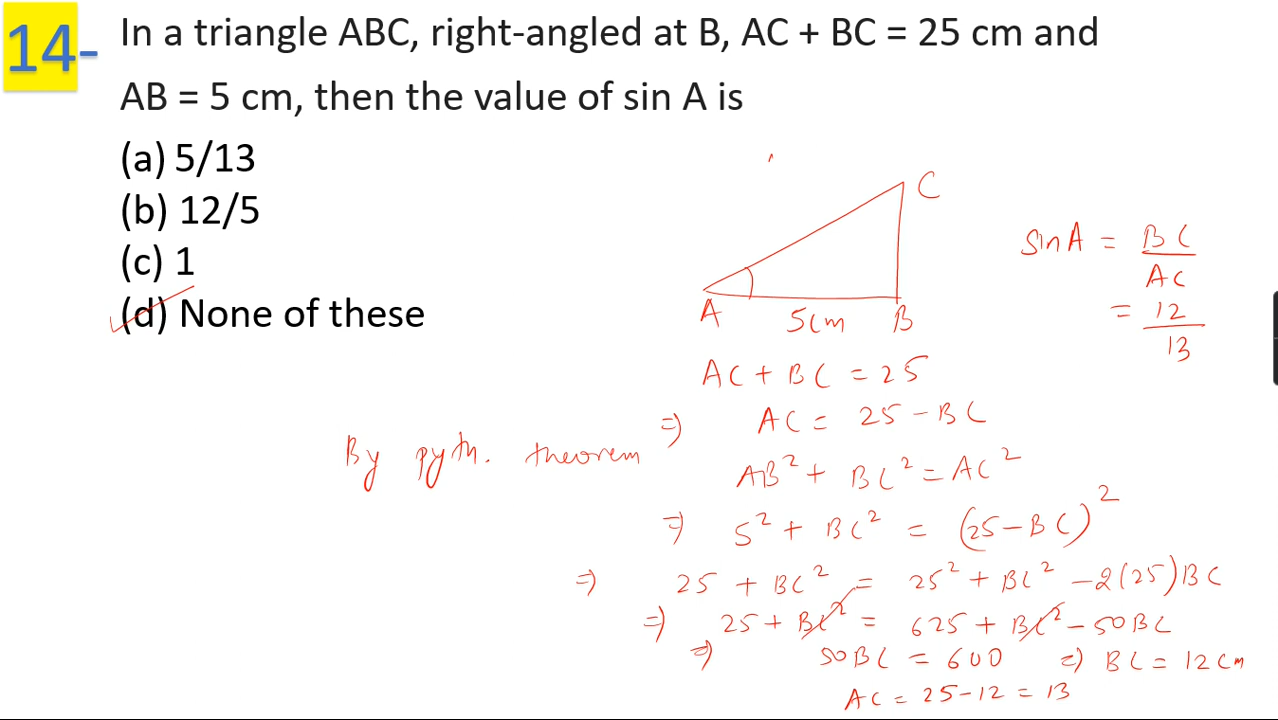 14-
In a triangle ABC, right-angled at B, AC + BC = 25 cm and
AB = 5 cm, then the value of sin A is
(a) 5/13
(b) 12/5
(c) 1
(d) None of these
C
A 5cm B
sin A = BC/AC
= 12/13
AC + BC = 25
=> AC = 25 - BC
By pyth. theorem
AB² + BC² = AC²
=> 5² + BC² = (25-BC)²
=> 25 + BC² = 25² + BC² - 2(25)BC
=> 25 + BC² = 625 + BC² - 50BC
=> 50BC = 600 => BC = 12cm
AC = 25-12 = 13